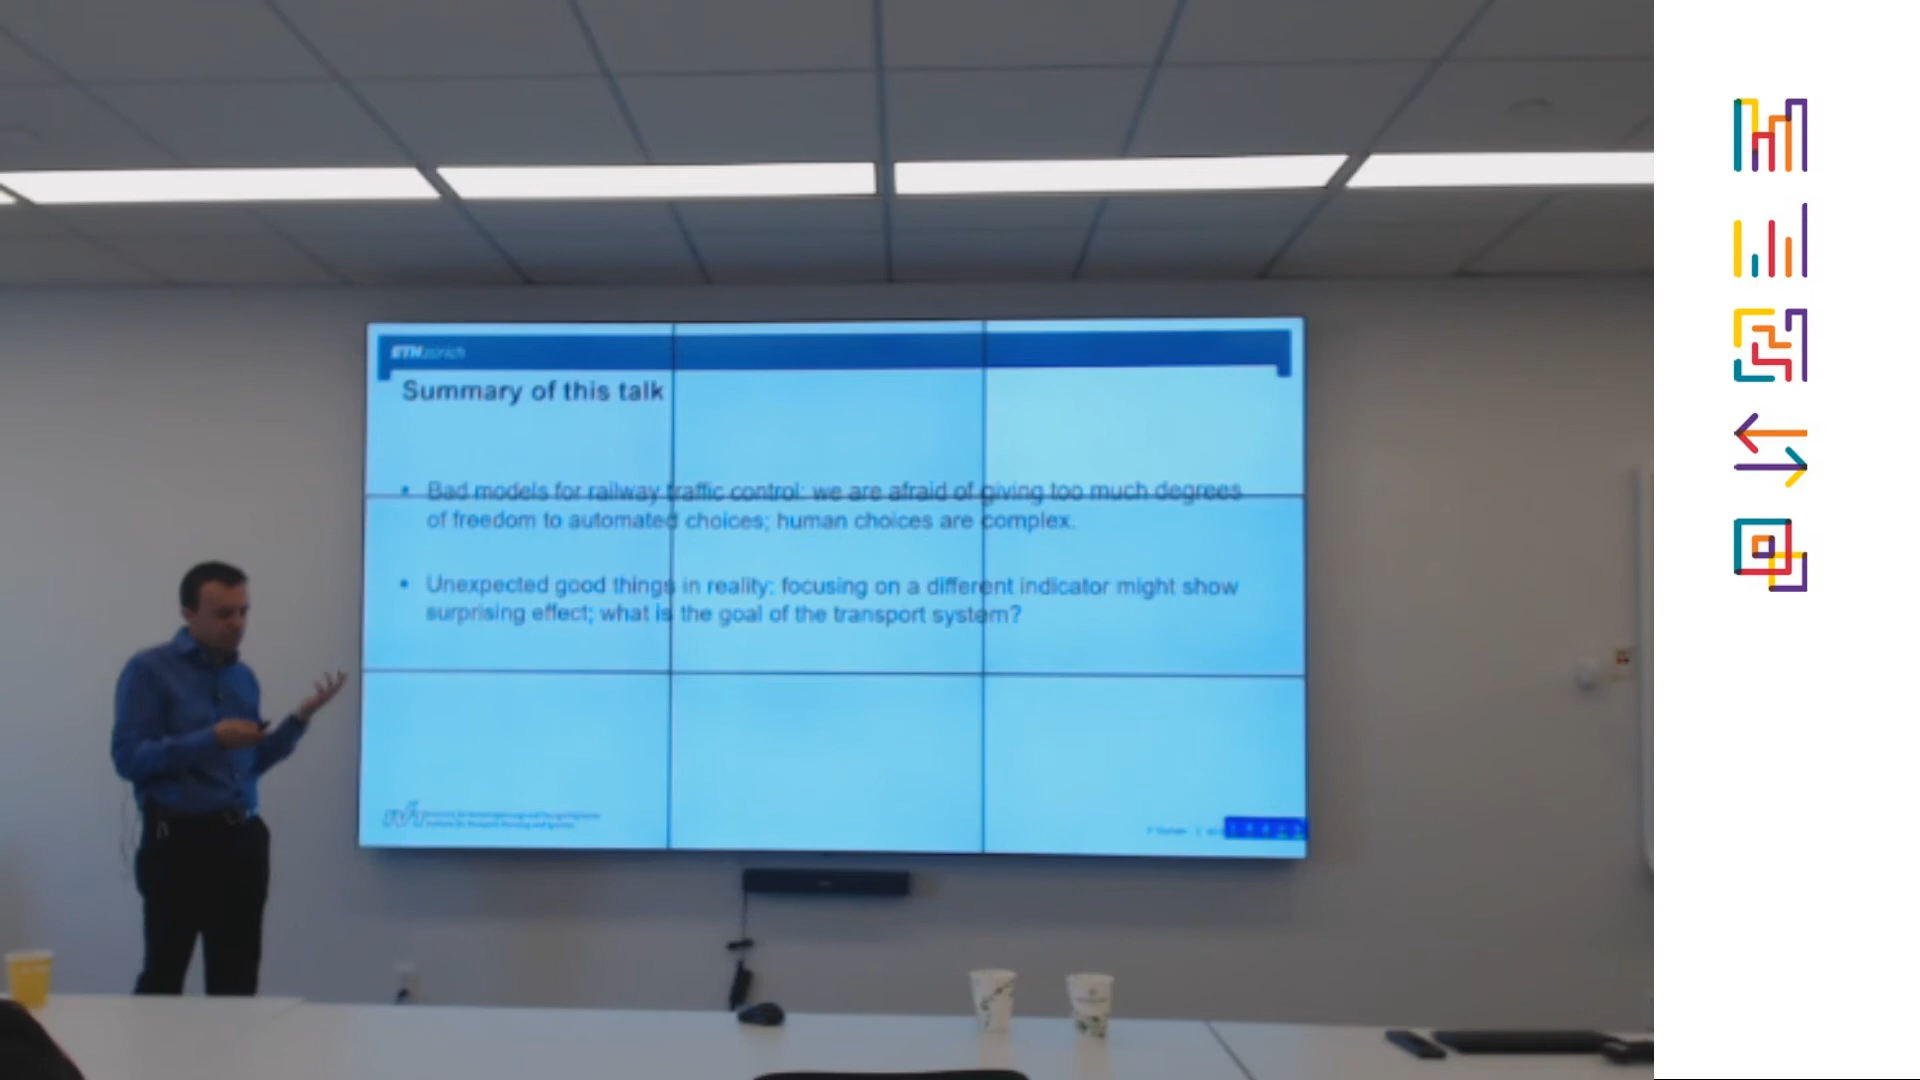 ETHzürich
Summary of this talk
• Bad models for railway traffic control: we are afraid of giving too much degrees
of freedom to automated choices; human choices are complex.
• Unexpected good things in reality: focusing on a different indicator might show
surprising effect; what is the goal of the transport system?